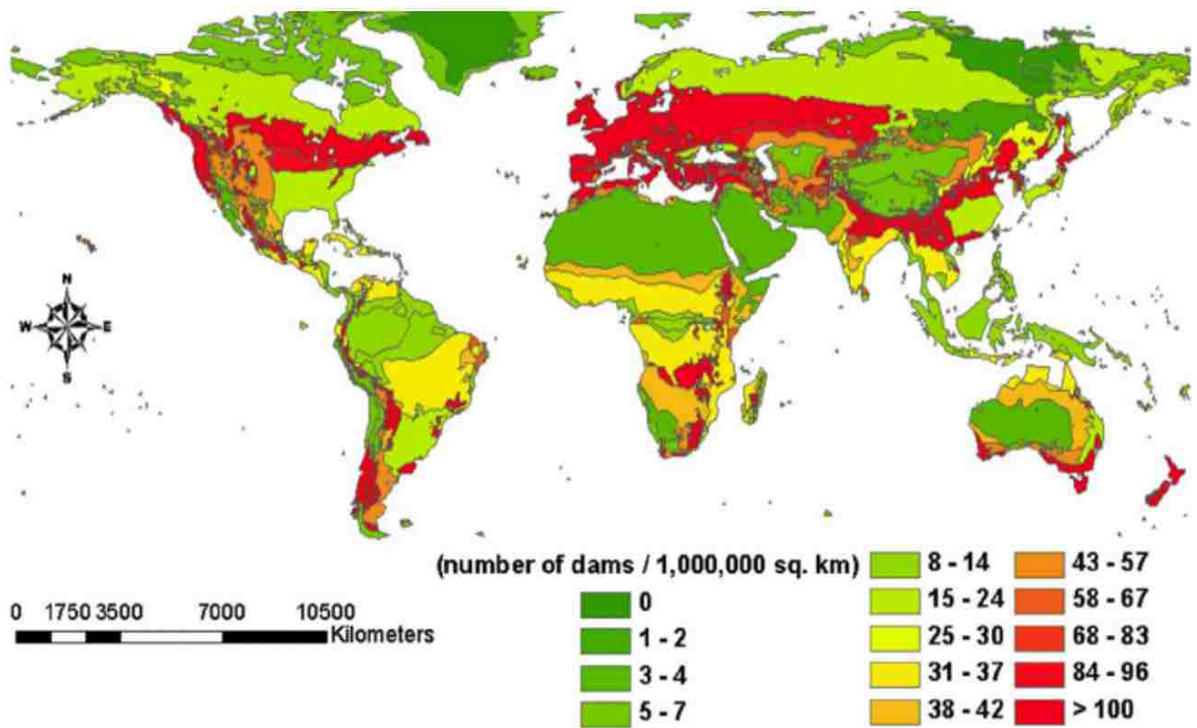 N
W E
S
(number of dams / 1,000,000 sq. km)
0 1750 3500 7000 10500
Kilometers
0
1 - 2
3 - 4
5 - 7
8 - 14
15 - 24
25 - 30
31 - 37
38 - 42
43 - 57
58 - 67
68 - 83
84 - 96
> 100